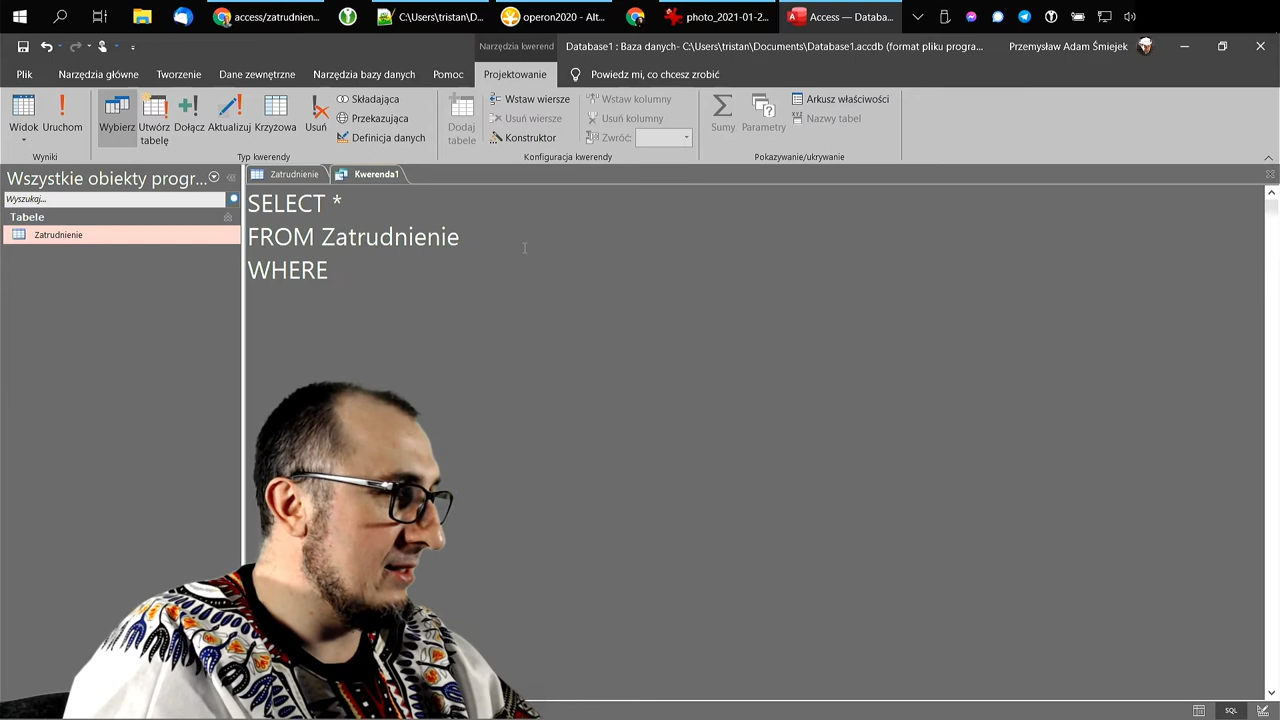 access/zatrudnien...
C:\Users\tristan\D...
operon2020 - Alt...
photo_2021-01-2...
Access — Databa...
Narzędzia kwerend
Database1 : Baza danych- C:\Users\tristan\Documents\Database1.accdb (format pliku progra...
Przemysław Adam Śmiejek
Plik
Narzędzia główne
Tworzenie
Dane zewnętrzne
Narzędzia bazy danych
Pomoc
Projektowanie
Powiedz mi, co chcesz zrobić
Widok
Uruchom
Wybierz
Utwórz tabelę
Dołącz
Aktualizuj
Krzyżowa
Usuń
Składająca
Przekazująca
Definicja danych
Dodaj tabele
Wstaw wiersze
Usuń wiersze
Konstruktor
Wstaw kolumny
Usuń kolumny
Zwróć:
Sumy
Parametry
Arkusz właściwości
Nazwy tabel
Wyniki
Typ kwerendy
Konfiguracja kwerendy
Pokazywanie/ukrywanie
Wszystkie obiekty progr...
Wyszukaj...
Tabele
Zatrudnienie
Zatrudnienie
Kwerenda1
SELECT *
FROM Zatrudnienie
WHERE
SQL